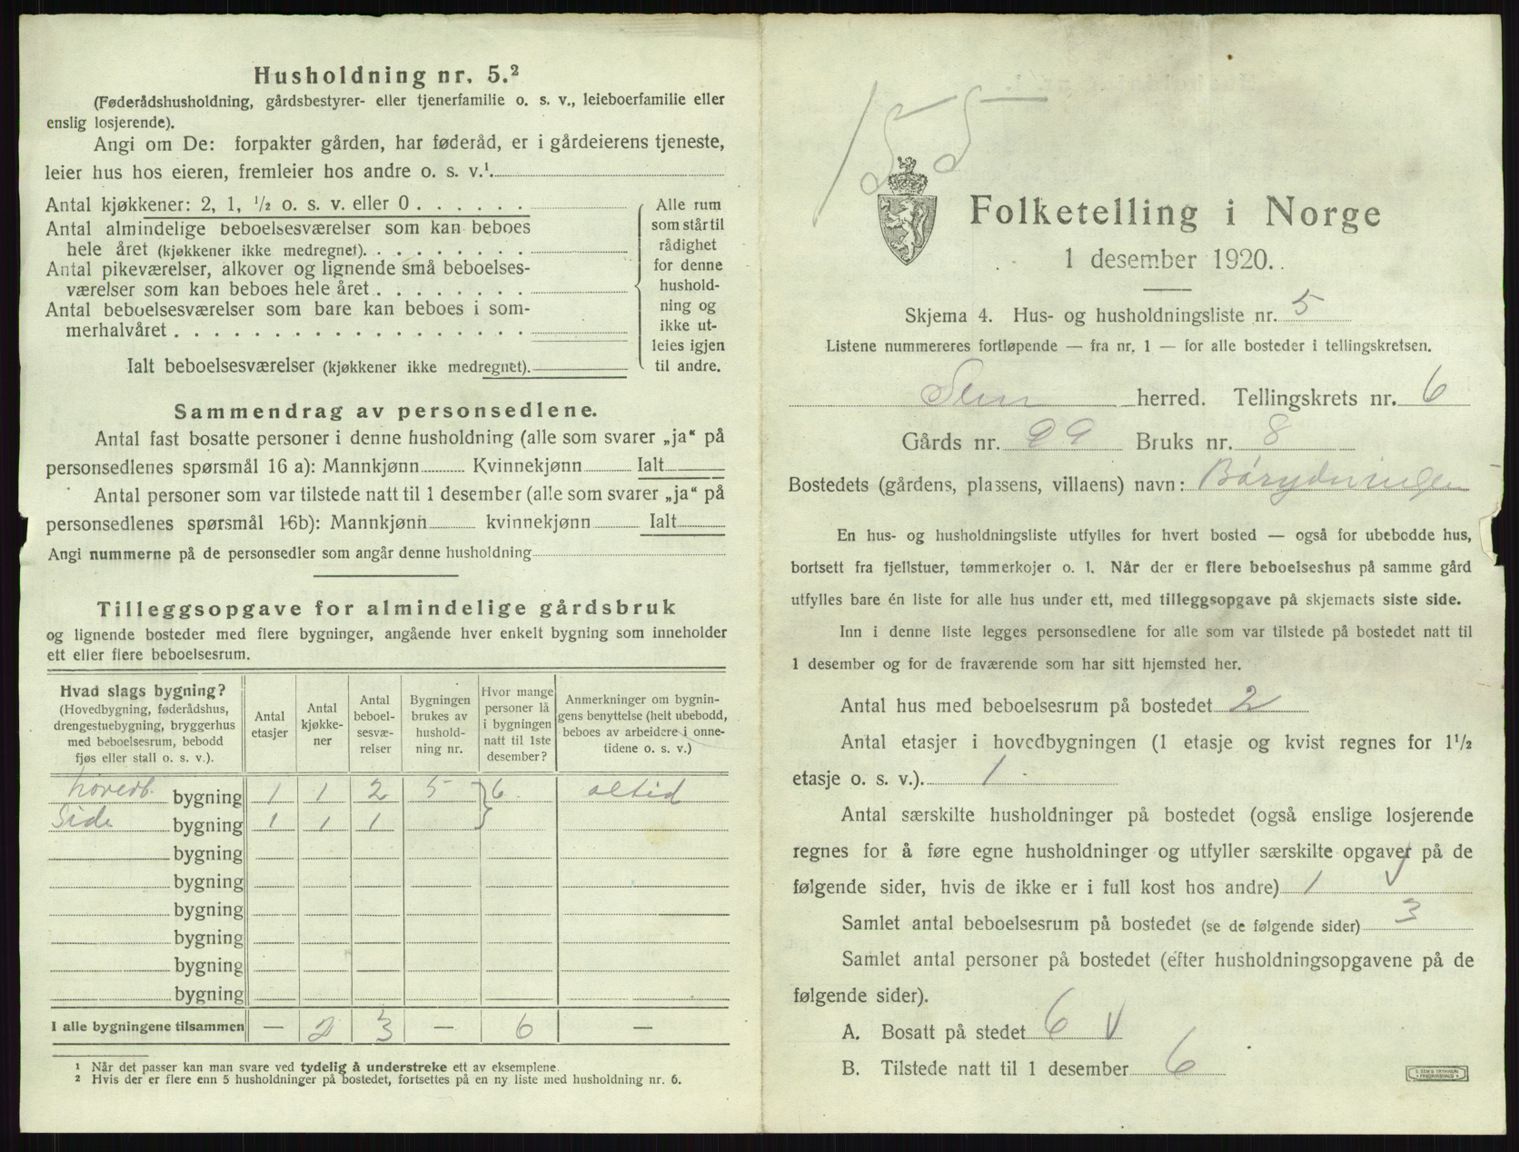 Husholdning nr. 5.²
(Føderådshusholdning, gårdsbestyrer- eller tjenerfamilie o. s. v., leieboerfamilie eller
enslig losjerende).
Angi om De: forpakter gården, har føderåd, er i gårdeierens tjeneste,
leier hus hos eieren, fremleier hos andre o. s. v.¹
Antal kjøkkener: 2, 1, ½ o. s. v. eller 0
Antal almindelige beboelsesværelser som kan beboes
hele året (kjøkkener ikke medregnet).
Antal pikeværelser, alkover og lignende små beboelses-
værelser som kan beboes hele året
Antal beboelsesværelser som bare kan beboes i som-
merhalvåret
Ialt beboelsesværelser (kjøkkener ikke medregnet).
Alle rum
som står til
rådighet
for denne
hushold-
ning og
ikke ut-
leies igjen
til andre.
Sammendrag av personsedlene.
Antal fast bosatte personer i denne husholdning (alle som svarer „ja“ på
personsedlenes spørsmål 16 a): Mannkjønn Kvinnekjønn Ialt
Antal personer som var tilstede natt til 1 desember (alle som svarer „ja“ på
personsedlenes spørsmål 16b): Mannkjønn kvinnekjønn Ialt
Angi nummerne på de personsedler som angår denne husholdning
Tilleggsopgave for almindelige gårdsbruk
og lignende bosteder med flere bygninger, angående hver enkelt bygning som inneholder
ett eller flere beboelsesrum.
Hvad slags bygning?
(Hovedbygning, føderådshus,
drengestuebygning, bryggerhus
med beboelsesrum, bebodd
fjøs eller stall o. s. v.).
Antal
etasjer
Antal
kjøkke-
ner
Antal
beboel-
sesvæ-
relser
Bygningen
brukes av
hushold-
ning nr.
Hvor mange
personer lå
i bygningen
natt til 1ste
desember?
Anmerkninger om bygnin-
gens benyttelse (helt ubebodd,
beboes av arbeidere i onne-
tidene o. s. v.)
hovedb. bygning 1 1 2 5 6 altid
Side bygning 1 1 1
bygning
bygning
bygning
bygning
bygning
bygning
I alle bygningene tilsammen — 2 3 — 6 —
¹ Når det passer kan man svare ved tydelig å understreke ett av eksemplene.
² Hvis der er flere enn 5 husholdninger på bostedet, fortsettes på en ny liste med husholdning nr. 6.
155
Folketelling i Norge
1 desember 1920.
Skjema 4. Hus- og husholdningsliste nr. 5
Listene nummereres fortløpende — fra nr. 1 — for alle bosteder i tellingskretsen.
herred. Tellingskrets nr. 6
Gårds nr. 99 Bruks nr. 8
Bostedets (gårdens, plassens, villaens) navn: Børydningen
En hus- og husholdningsliste utfylles for hvert bosted — også for ubebodde hus,
bortsett fra fjellstuer, tømmerkojer o. l. Når der er flere beboelseshus på samme gård
utfylles bare én liste for alle hus under ett, med tilleggsopgave på skjemaets siste side.
Inn i denne liste legges personsedlene for alle som var tilstede på bostedet natt til
1 desember og for de fraværende som har sitt hjemsted her.
Antal hus med beboelsesrum på bostedet 2
Antal etasjer i hovedbygningen (1 etasje og kvist regnes for 1½
etasje o. s. v.). 1
Antal særskilte husholdninger på bostedet (også enslige losjerende
regnes for å føre egne husholdninger og utfyller særskilte opgaver på de
følgende sider, hvis de ikke er i full kost hos andre) 1
Samlet antal beboelsesrum på bostedet (se de følgende sider) 3
Samlet antal personer på bostedet (efter husholdningsopgavene på de
følgende sider).
A. Bosatt på stedet 6
B. Tilstede natt til 1 desember 6